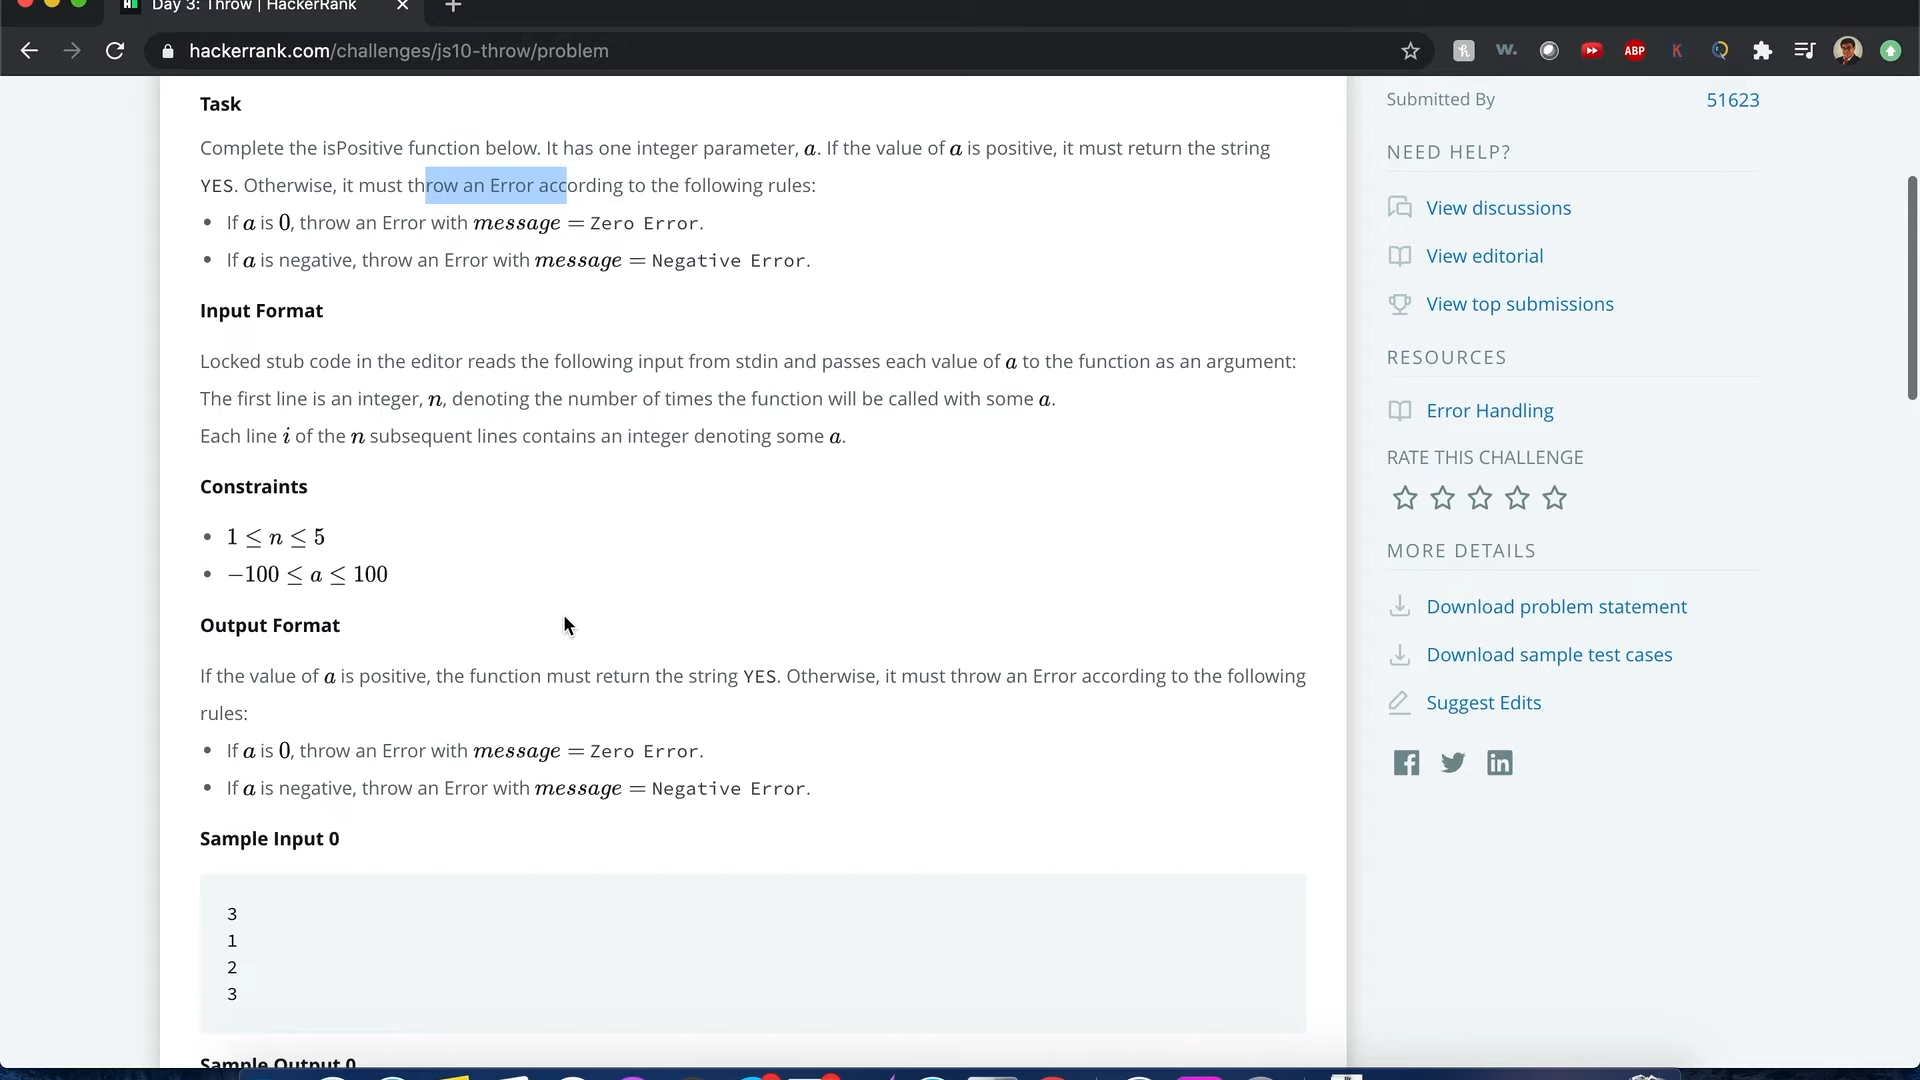 Day 3: Throw | HackerRank
hackerrank.com/challenges/js10-throw/problem
ABP
Task
Complete the isPositive function below. It has one integer parameter, a. If the value of a is positive, it must return the string
YES. Otherwise, it must throw an Error according to the following rules:
• If a is 0, throw an Error with message = Zero Error.
• If a is negative, throw an Error with message = Negative Error.
Input Format
Locked stub code in the editor reads the following input from stdin and passes each value of a to the function as an argument:
The first line is an integer, n, denoting the number of times the function will be called with some a.
Each line i of the n subsequent lines contains an integer denoting some a.
Constraints
• 1 ≤ n ≤ 5
• −100 ≤ a ≤ 100
Output Format
If the value of a is positive, the function must return the string YES. Otherwise, it must throw an Error according to the following
rules:
• If a is 0, throw an Error with message = Zero Error.
• If a is negative, throw an Error with message = Negative Error.
Sample Input 0
3
1
2
3
Sample Output 0
Submitted By 51623
NEED HELP?
View discussions
View editorial
View top submissions
RESOURCES
Error Handling
RATE THIS CHALLENGE
MORE DETAILS
Download problem statement
Download sample test cases
Suggest Edits